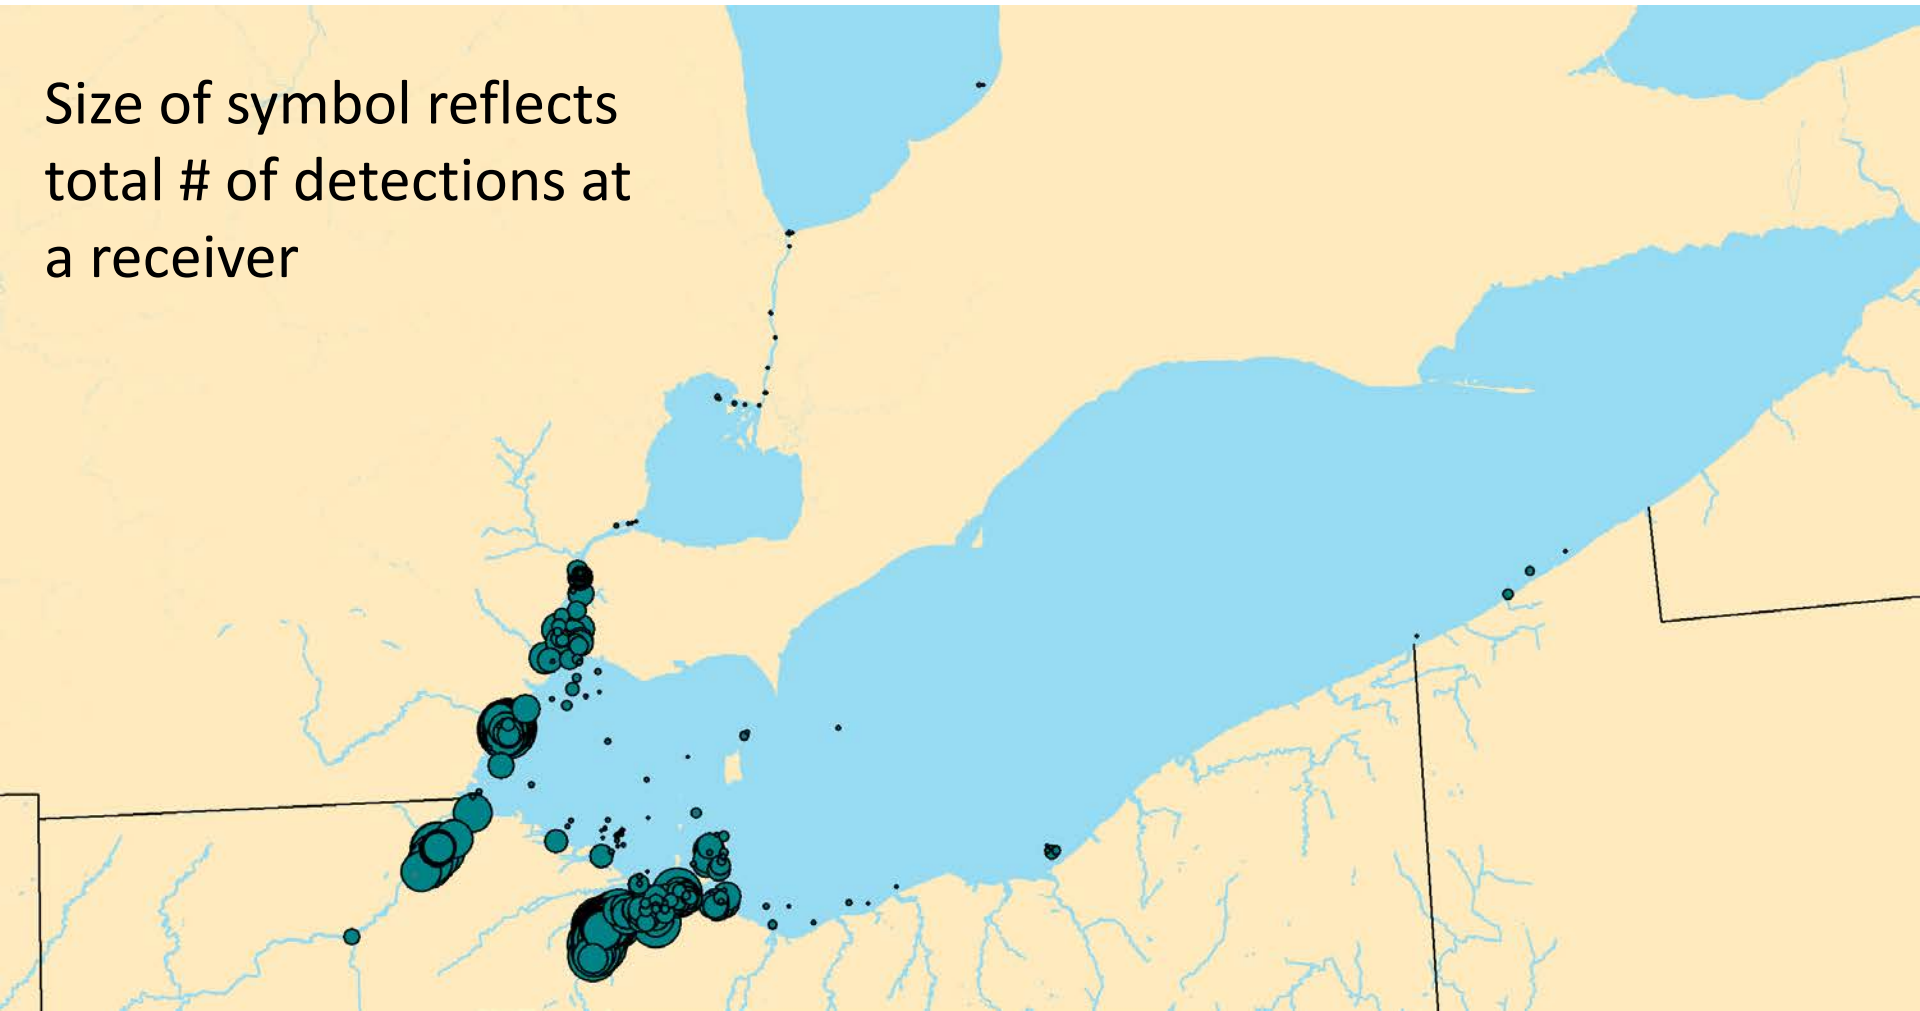 Size of symbol reflects
total # of detections at
a receiver